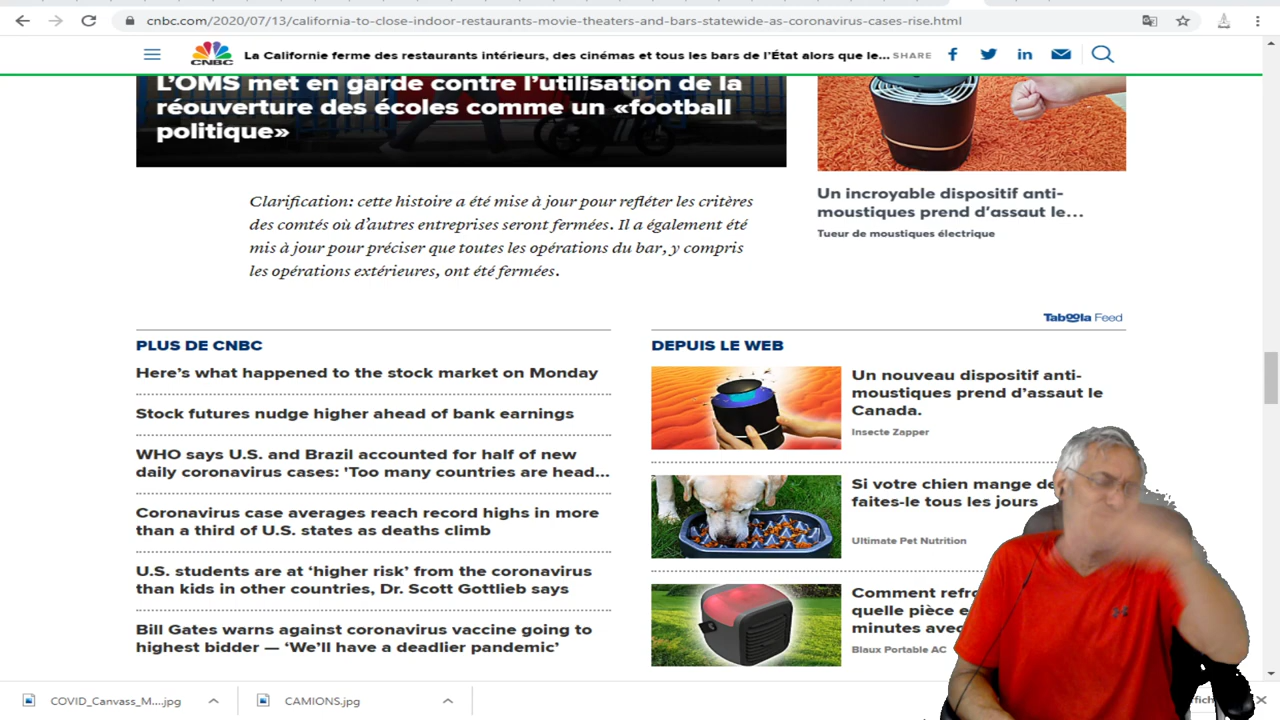 cnbc.com/2020/07/13/california-to-close-indoor-restaurants-movie-theaters-and-bars-statewide-as-coronavirus-cases-rise.html
CNBC
La Californie ferme des restaurants intérieurs, des cinémas et tous les bars de l'État alors que le...
SHARE
L'OMS met en garde contre l'utilisation de la
réouverture des écoles comme un «football
politique»
Un incroyable dispositif anti-
moustiques prend d'assaut le...
Tueur de moustiques électrique
Clarification: cette histoire a été mise à jour pour refléter les critères
des comtés où d'autres entreprises seront fermées. Il a également été
mis à jour pour préciser que toutes les opérations du bar, y compris
les opérations extérieures, ont été fermées.
Taboola Feed
PLUS DE CNBC
Here's what happened to the stock market on Monday
Stock futures nudge higher ahead of bank earnings
WHO says U.S. and Brazil accounted for half of new
daily coronavirus cases: 'Too many countries are head...
Coronavirus case averages reach record highs in more
than a third of U.S. states as deaths climb
U.S. students are at ‘higher risk’ from the coronavirus
than kids in other countries, Dr. Scott Gottlieb says
Bill Gates warns against coronavirus vaccine going to
highest bidder — ‘We’ll have a deadlier pandemic’
DEPUIS LE WEB
Un nouveau dispositif anti-
moustiques prend d'assaut le
Canada.
Insecte Zapper
Si votre chien mange de
faites-le tous les jours
Ultimate Pet Nutrition
Comment
quelle pièce
minutes avec
Blaux Portable AC
COVID_Canvass_M....jpg
CAMIONS.jpg